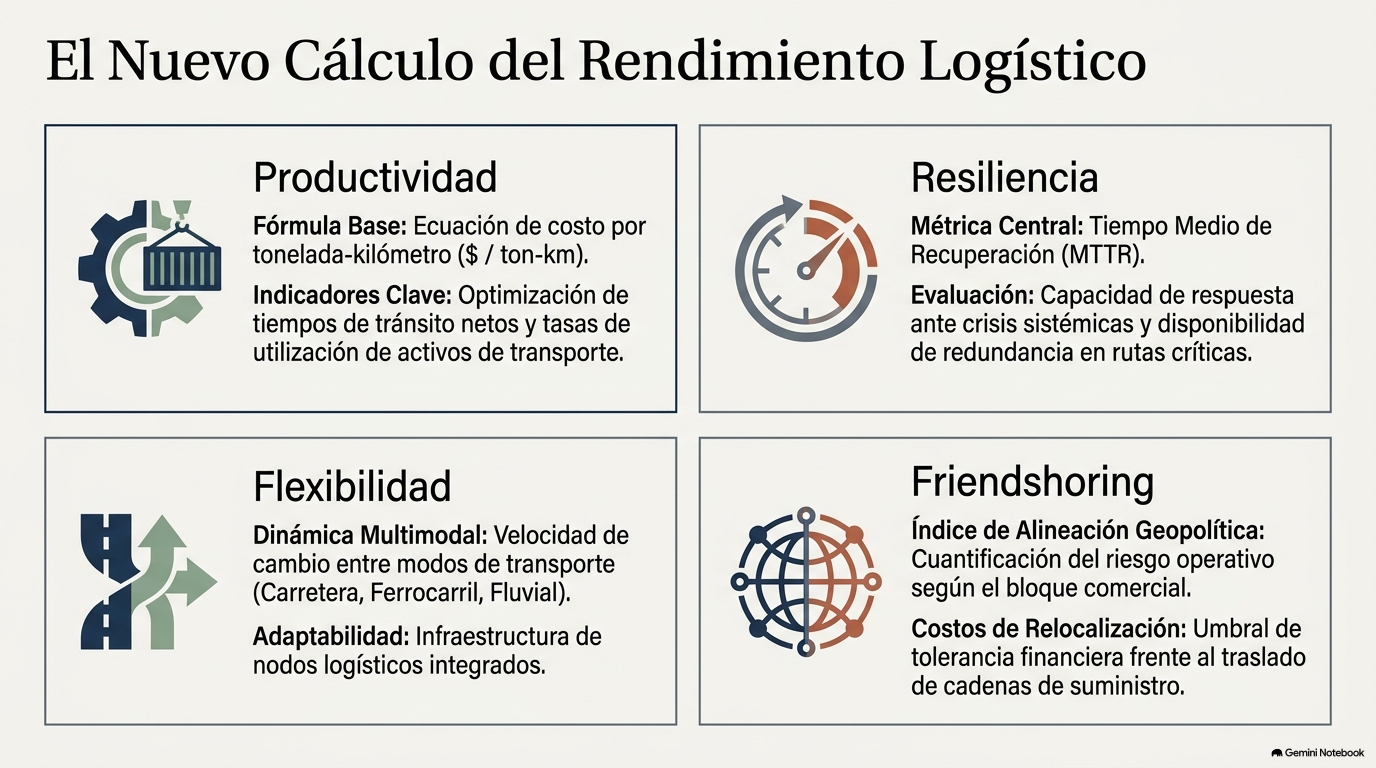 El Nuevo Cálculo del Rendimiento Logístico
Productividad
Fórmula Base: Ecuación de costo por
tonelada-kilómetro ($ / ton-km).
Indicadores Clave: Optimización de
tiempos de tránsito netos y tasas de
utilización de activos de transporte.
Resiliencia
Métrica Central: Tiempo Medio de
Recuperación (MTTR).
Evaluación: Capacidad de respuesta
ante crisis sistémicas y disponibilidad
de redundancia en rutas críticas.
Flexibilidad
Dinámica Multimodal: Velocidad de
cambio entre modos de transporte
(Carretera, Ferrocarril, Fluvial).
Adaptabilidad: Infraestructura de
nodos logísticos integrados.
Friendshoring
Índice de Alineación Geopolítica:
Cuantificación del riesgo operativo
según el bloque comercial.
Costos de Relocalización: Umbral de
tolerancia financiera frente al traslado
de cadenas de suministro.
Gemini Notebook